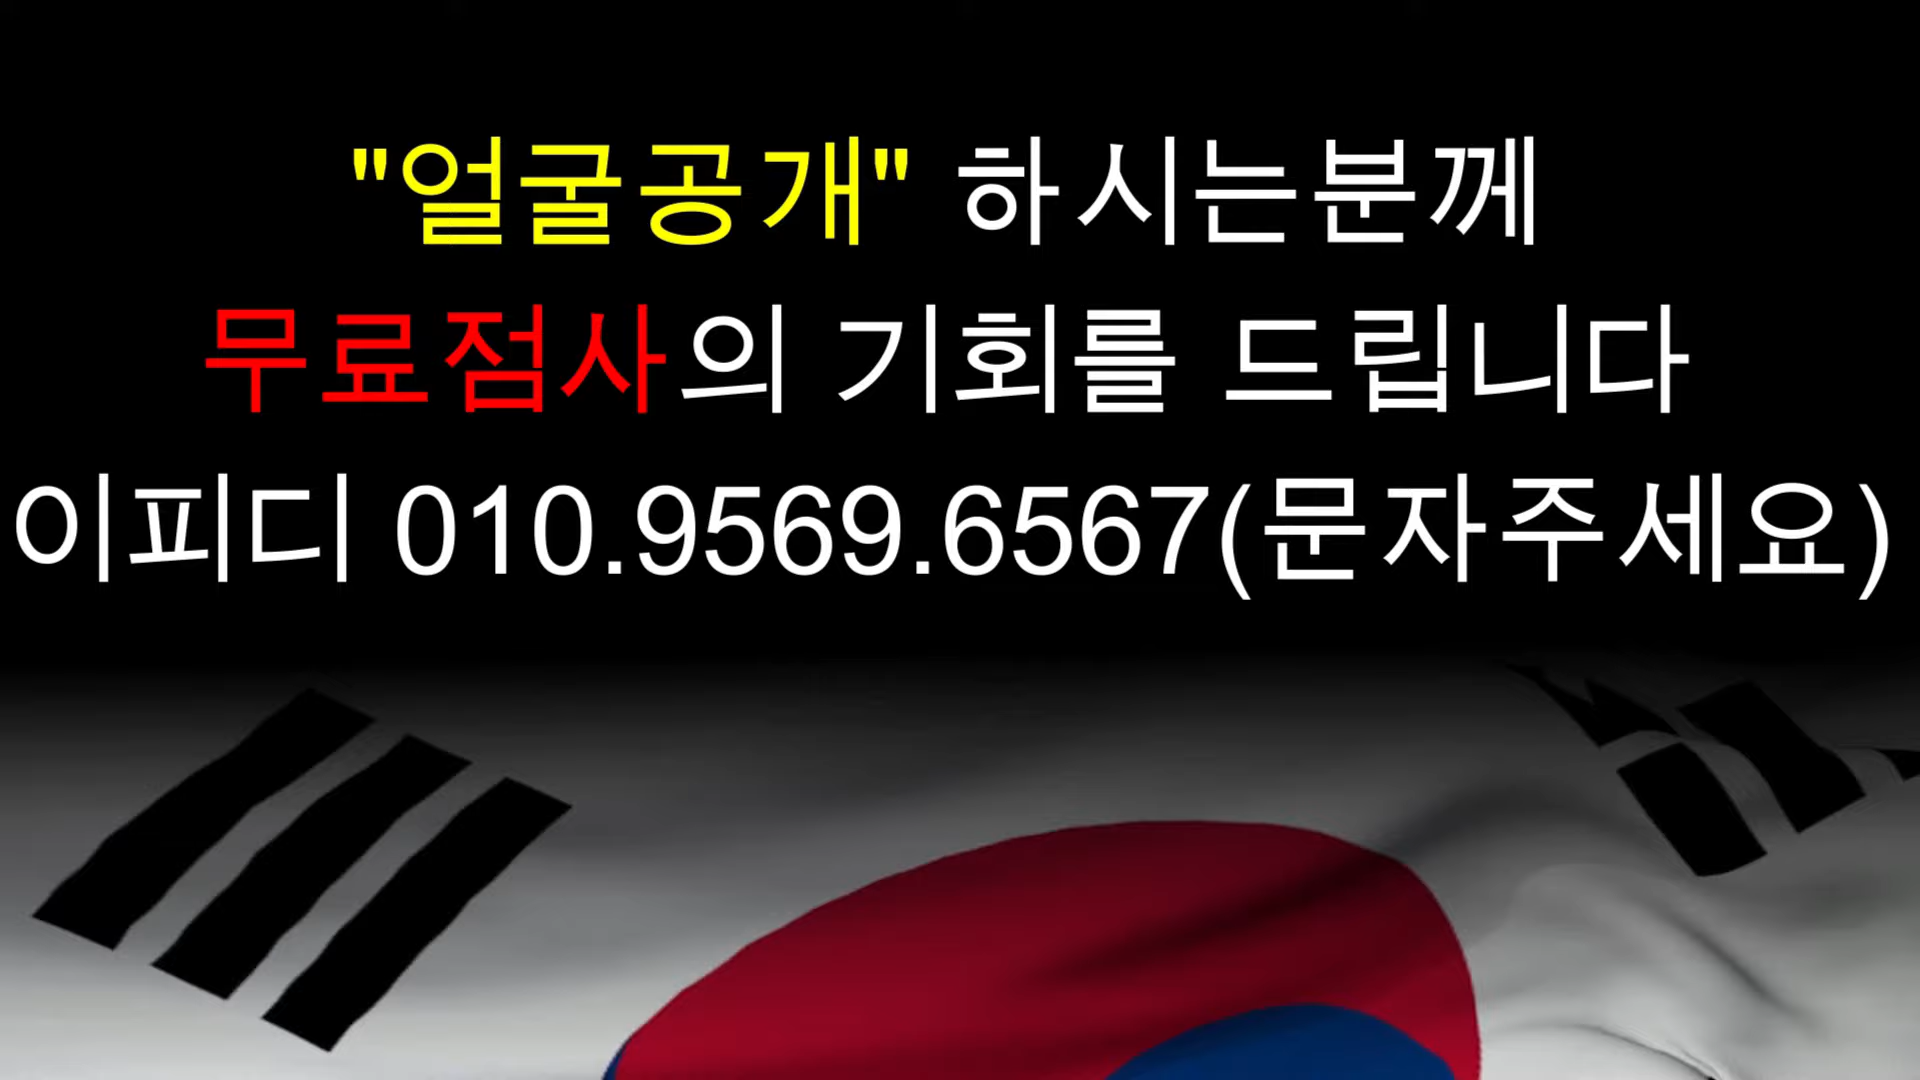 "얼굴공개" 하시는분께
무료점사의 기회를 드립니다
이피디 010.9569.6567(문자주세요)